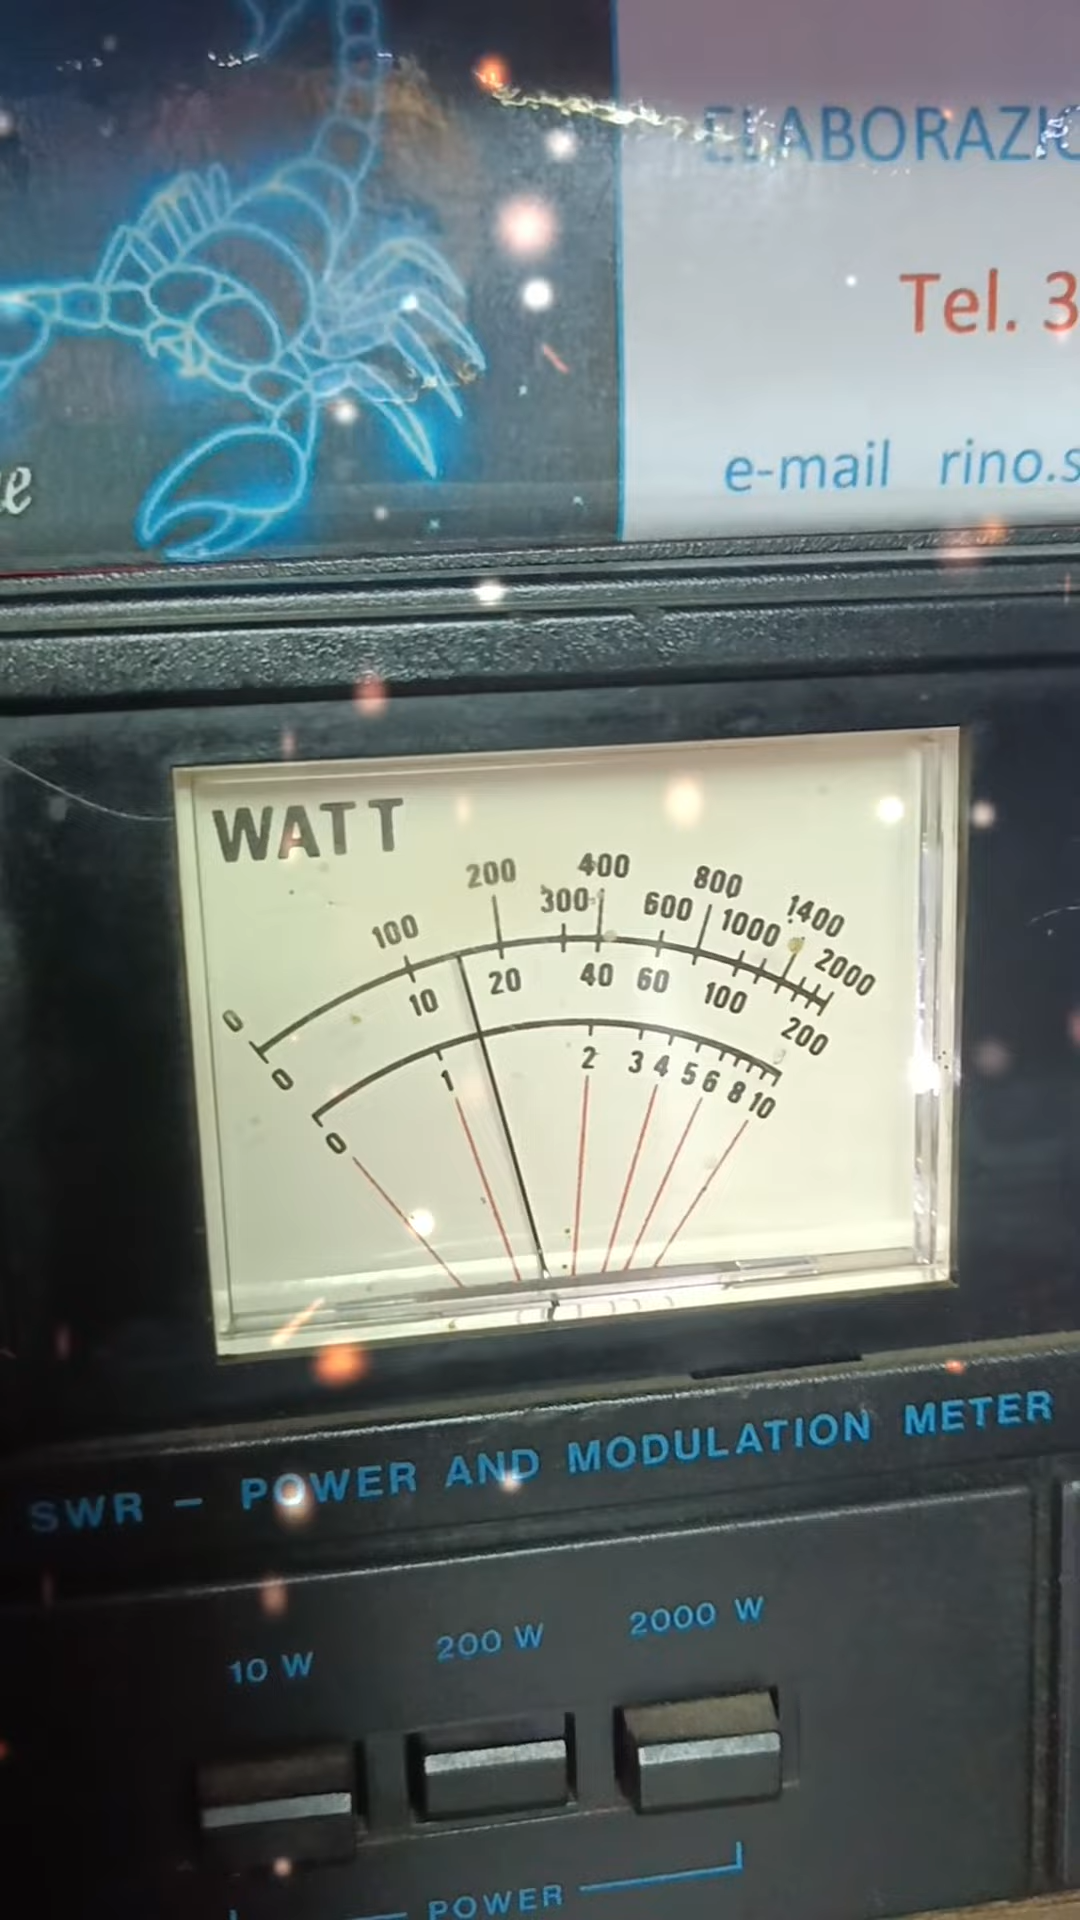 ELABORAZIO
Tel. 3
e-mail rino.s
e
WATT
0 100 200 300 400 600 800 1000 1400 2000
0 10 20 40 60 100 200
0 1 2 3 4 5 6 8 10
SWR – POWER AND MODULATION METER
10 W 200 W 2000 W
POWER